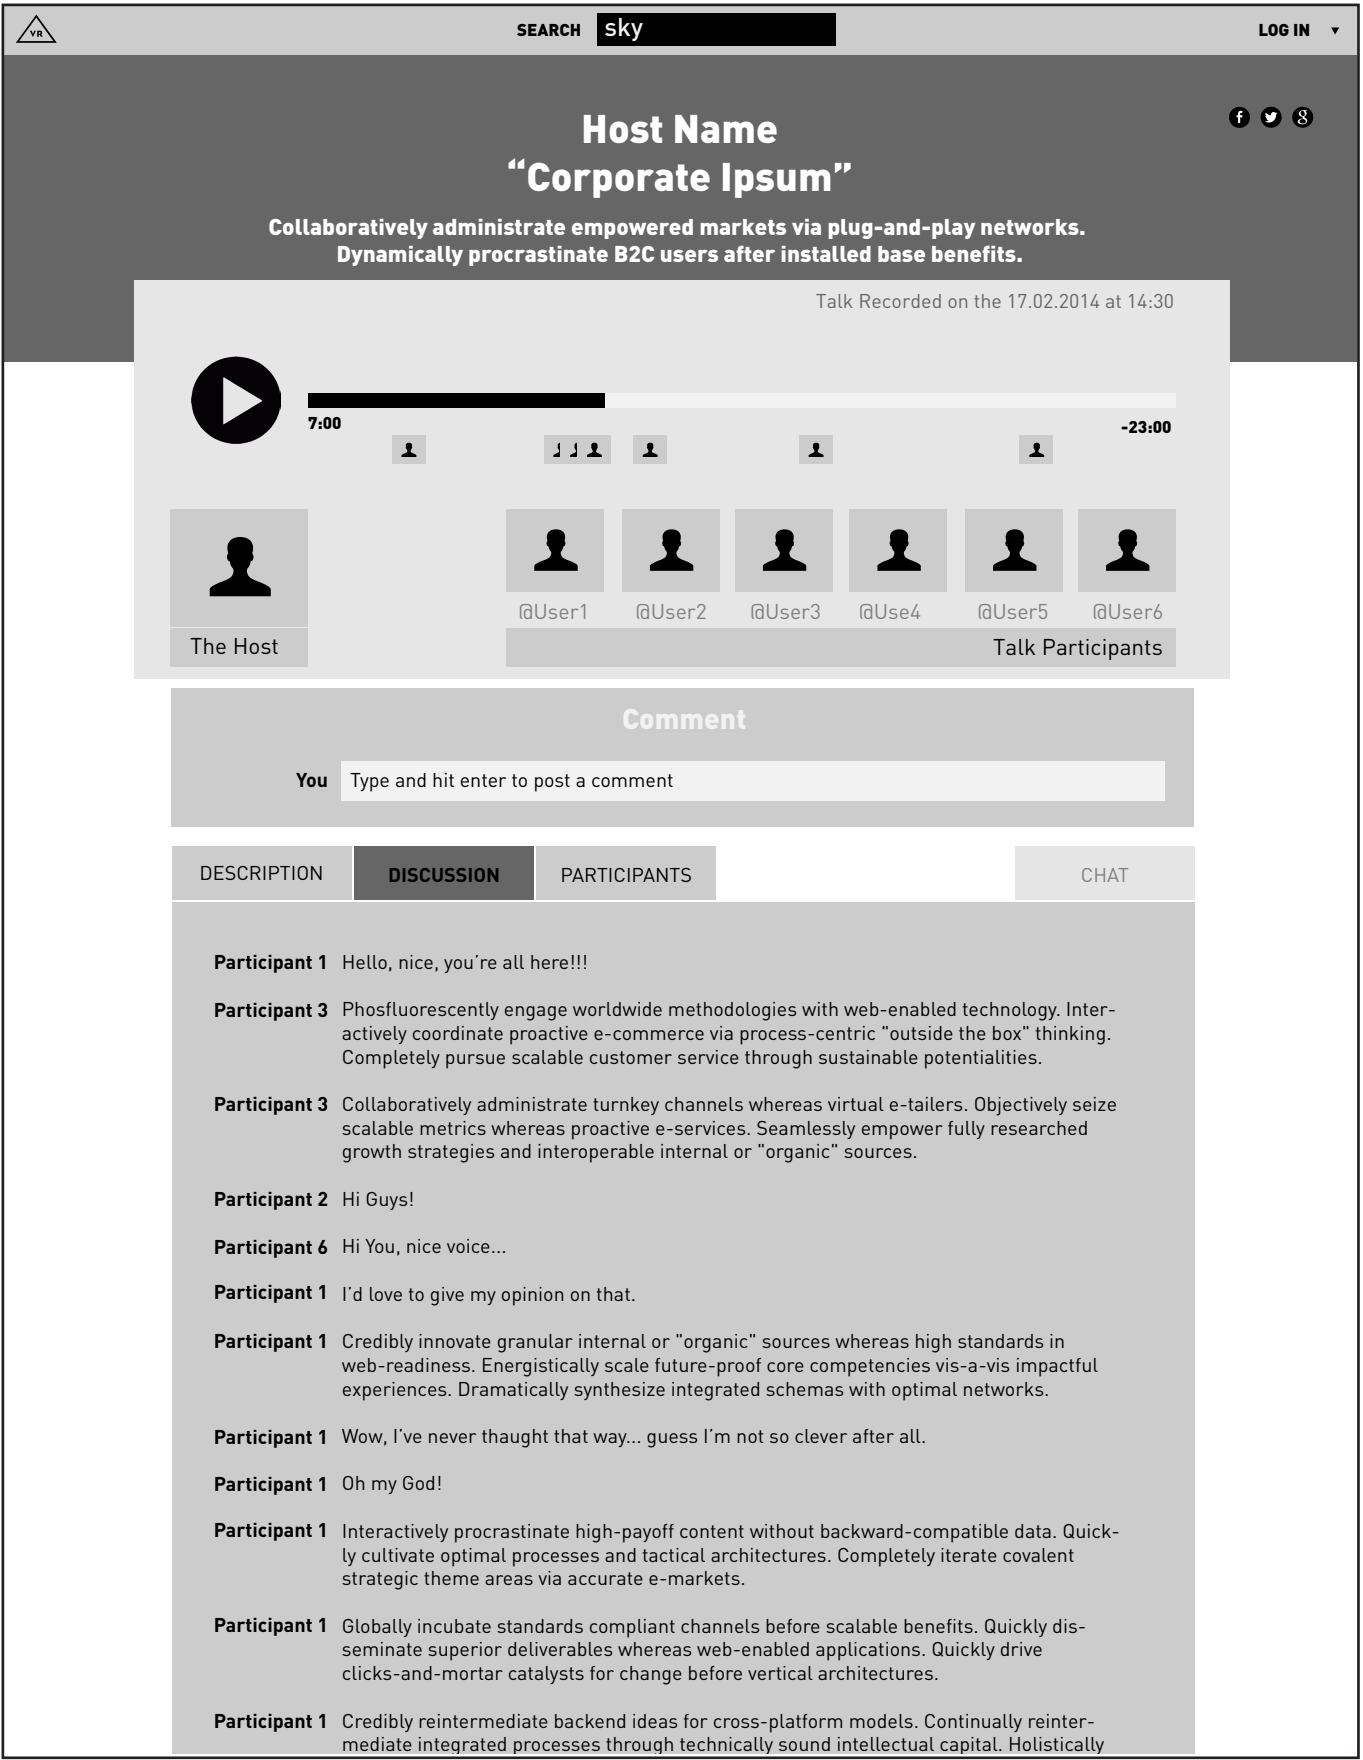 VR
SEARCH sky
LOG IN ▼
Host Name
“Corporate Ipsum”
Collaboratively administrate empowered markets via plug-and-play networks.
Dynamically procrastinate B2C users after installed base benefits.
Talk Recorded on the 17.02.2014 at 14:30
7:00
-23:00
@User1 @User2 @User3 @Use4 @User5 @User6
The Host
Talk Participants
Comment
You Type and hit enter to post a comment
DESCRIPTION DISCUSSION PARTICIPANTS CHAT
Participant 1 Hello, nice, you’re all here!!!
Participant 3 Phosfluorescently engage worldwide methodologies with web-enabled technology. Inter-
actively coordinate proactive e-commerce via process-centric "outside the box" thinking.
Completely pursue scalable customer service through sustainable potentialities.
Participant 3 Collaboratively administrate turnkey channels whereas virtual e-tailers. Objectively seize
scalable metrics whereas proactive e-services. Seamlessly empower fully researched
growth strategies and interoperable internal or "organic" sources.
Participant 2 Hi Guys!
Participant 6 Hi You, nice voice...
Participant 1 I’d love to give my opinion on that.
Participant 1 Credibly innovate granular internal or "organic" sources whereas high standards in
web-readiness. Energistically scale future-proof core competencies vis-a-vis impactful
experiences. Dramatically synthesize integrated schemas with optimal networks.
Participant 1 Wow, I’ve never thaught that way... guess I’m not so clever after all.
Participant 1 Oh my God!
Participant 1 Interactively procrastinate high-payoff content without backward-compatible data. Quick-
ly cultivate optimal processes and tactical architectures. Completely iterate covalent
strategic theme areas via accurate e-markets.
Participant 1 Globally incubate standards compliant channels before scalable benefits. Quickly dis-
seminate superior deliverables whereas web-enabled applications. Quickly drive
clicks-and-mortar catalysts for change before vertical architectures.
Participant 1 Credibly reintermediate backend ideas for cross-platform models. Continually reinter-
mediate integrated processes through technically sound intellectual capital. Holistically